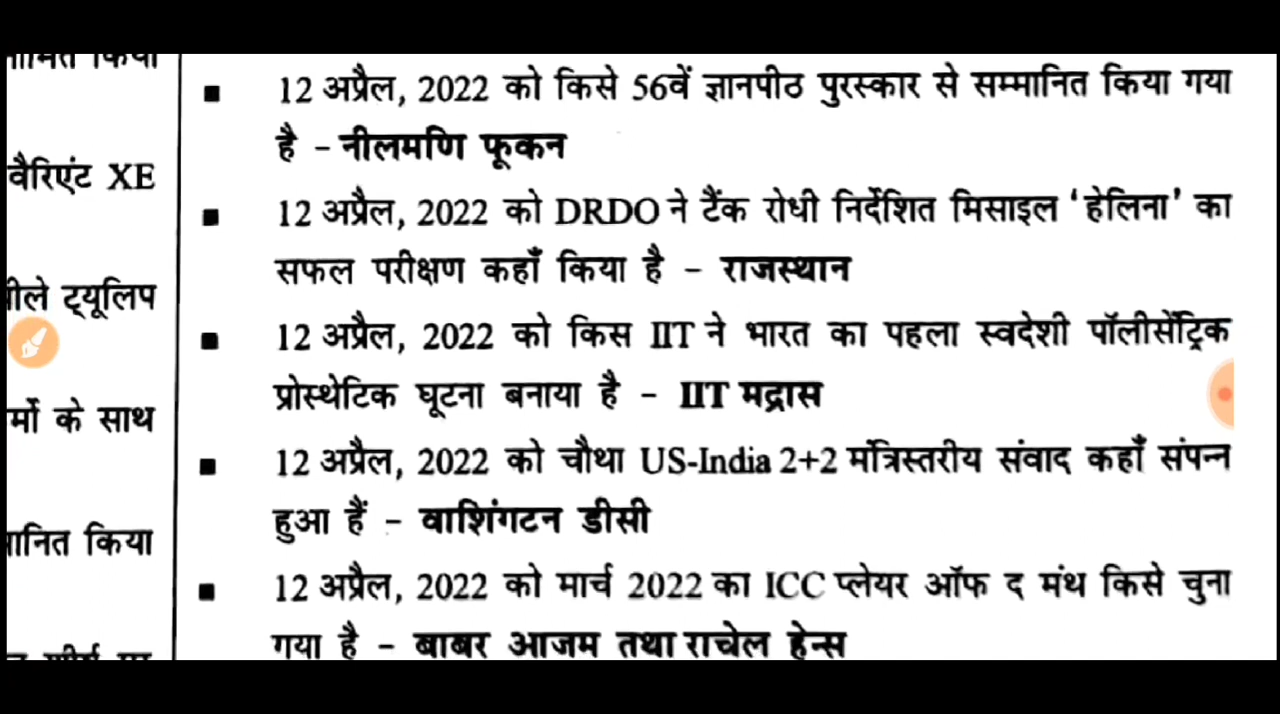 वैरिएंट XE
ट्यूलिप
के साथ
किया
12 अप्रैल, 2022 को किसे 56वें ज्ञानपीठ पुरस्कार से सम्मानित किया गया
है - नीलमणि फूकन
12 अप्रैल, 2022 को DRDO ने टैंक रोधी निर्देशित मिसाइल 'हेलिना' का
सफल परीक्षण कहाँ किया है - राजस्थान
12 अप्रैल, 2022 को किस IIT ने भारत का पहला स्वदेशी पॉलीसेंट्रिक
प्रोस्थेटिक घूटना बनाया है - IIT मद्रास
12 अप्रैल, 2022 को चौथा US-India 2+2 मंत्रिस्तरीय संवाद कहाँ संपन्न
हुआ हैं - वाशिंगटन डीसी
12 अप्रैल, 2022 को मार्च 2022 का ICC प्लेयर ऑफ द मंथ किसे चुना
गया है - बाबर आजम तथा राचेल हेन्स